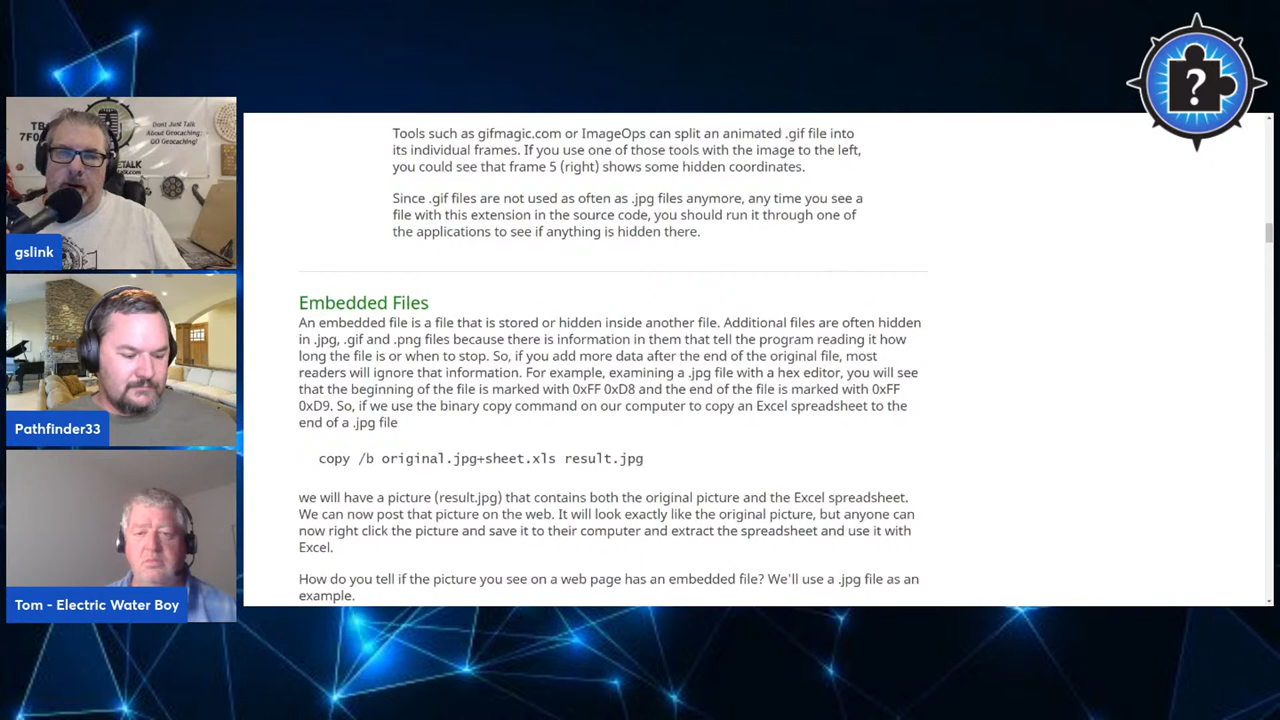 ?
TB
7F0
Don't Just Talk
About Geocaching,
GO Geocaching!
gslink
Pathfinder33
Tom - Electric Water Boy
Tools such as gifmagic.com or ImageOps can split an animated .gif file into
its individual frames. If you use one of those tools with the image to the left,
you could see that frame 5 (right) shows some hidden coordinates.
Since .gif files are not used as often as .jpg files anymore, any time you see a
file with this extension in the source code, you should run it through one of
the applications to see if anything is hidden there.
Embedded Files
An embedded file is a file that is stored or hidden inside another file. Additional files are often hidden
in .jpg, .gif and .png files because there is information in them that tell the program reading it how
long the file is or when to stop. So, if you add more data after the end of the original file, most
readers will ignore that information. For example, examining a .jpg file with a hex editor, you will see
that the beginning of the file is marked with 0xFF 0xD8 and the end of the file is marked with 0xFF
0xD9. So, if we use the binary copy command on our computer to copy an Excel spreadsheet to the
end of a .jpg file
copy /b original.jpg+sheet.xls result.jpg
we will have a picture (result.jpg) that contains both the original picture and the Excel spreadsheet.
We can now post that picture on the web. It will look exactly like the original picture, but anyone can
now right click the picture and save it to their computer and extract the spreadsheet and use it with
Excel.
How do you tell if the picture you see on a web page has an embedded file? We'll use a .jpg file as an
example.